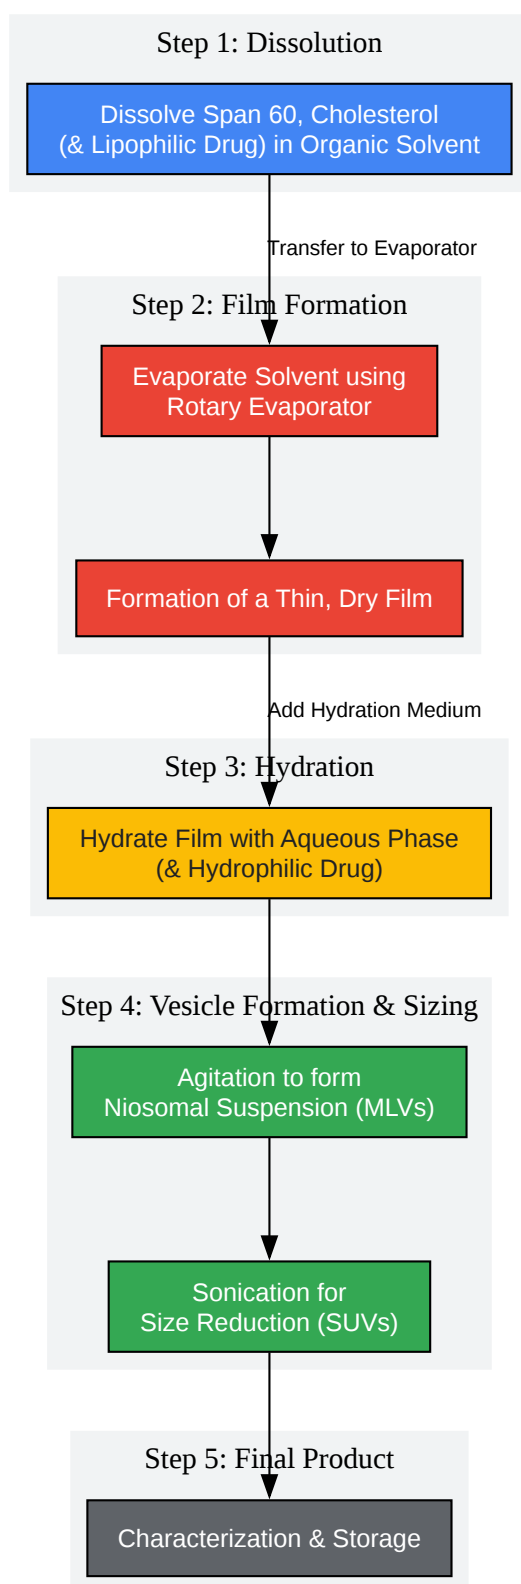 Step 1: Dissolution
Dissolve Span 60, Cholesterol
(& Lipophilic Drug) in Organic Solvent
Transfer to Evaporator
Step 2: Film Formation
Evaporate Solvent using
Rotary Evaporator
Formation of a Thin, Dry Film
Add Hydration Medium
Step 3: Hydration
Hydrate Film with Aqueous Phase
(& Hydrophilic Drug)
Step 4: Vesicle Formation & Sizing
Agitation to form
Niosomal Suspension (MLVs)
Sonication for
Size Reduction (SUVs)
Step 5: Final Product
Characterization & Storage